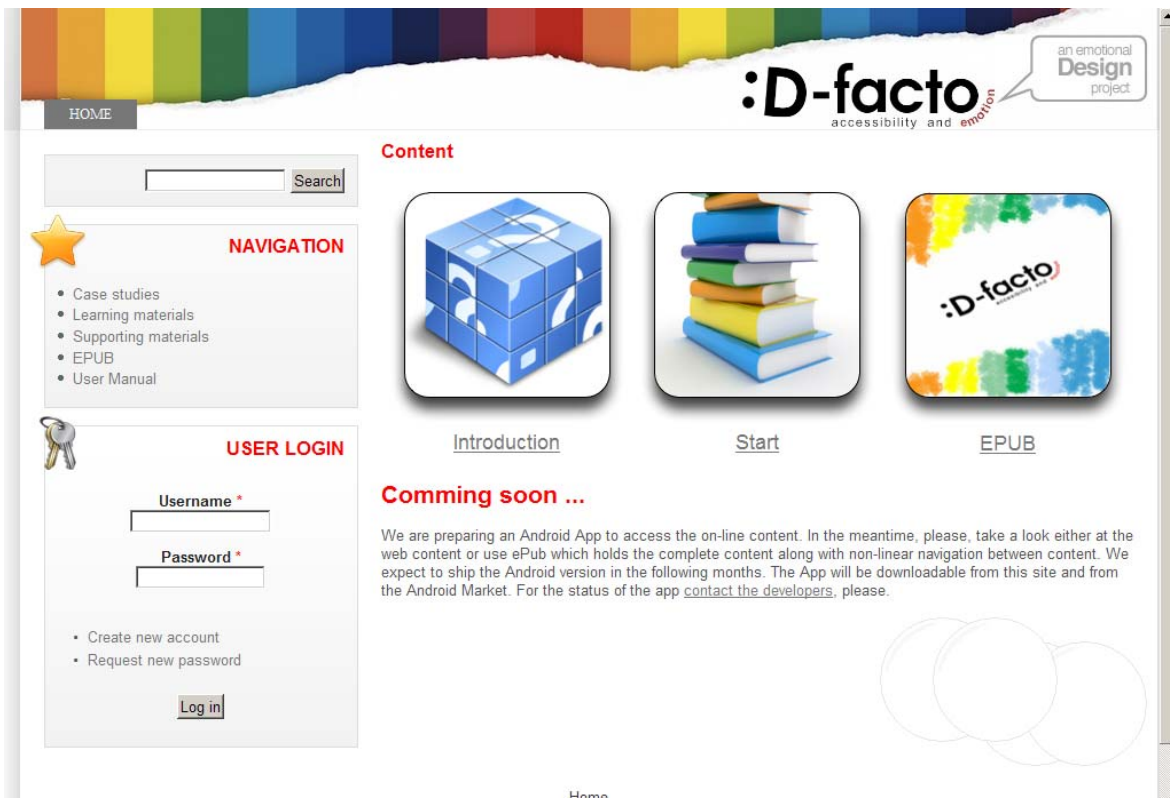 HOME
:D-facto
accessibility and emotion
an emotional
Design
project
Search
NAVIGATION
Case studies
Learning materials
Supporting materials
EPUB
User Manual
USER LOGIN
Username *
Password *
Create new account
Request new password
Log in
Content
:D-facto
accessibility and
Introduction
Start
EPUB
Comming soon ...
We are preparing an Android App to access the on-line content. In the meantime, please, take a look either at the
web content or use ePub which holds the complete content along with non-linear navigation between content. We
expect to ship the Android version in the following months. The App will be downloadable from this site and from
the Android Market. For the status of the app contact the developers, please.
Home